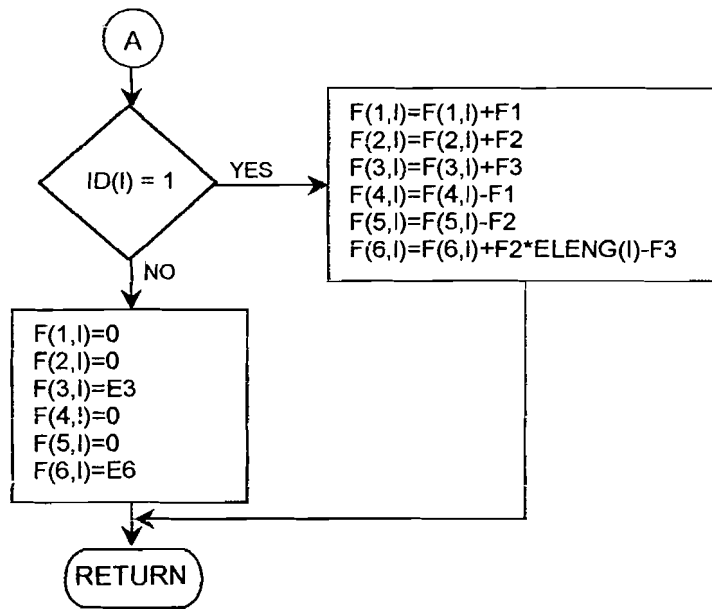 A
ID(I) = 1
YES
F(1,I)=F(1,I)+F1
F(2,I)=F(2,I)+F2
F(3,I)=F(3,I)+F3
F(4,I)=F(4,I)-F1
F(5,I)=F(5,I)-F2
F(6,I)=F(6,I)+F2*ELENG(I)-F3
NO
F(1,I)=0
F(2,I)=0
F(3,I)=E3
F(4,I)=0
F(5,I)=0
F(6,I)=E6
RETURN